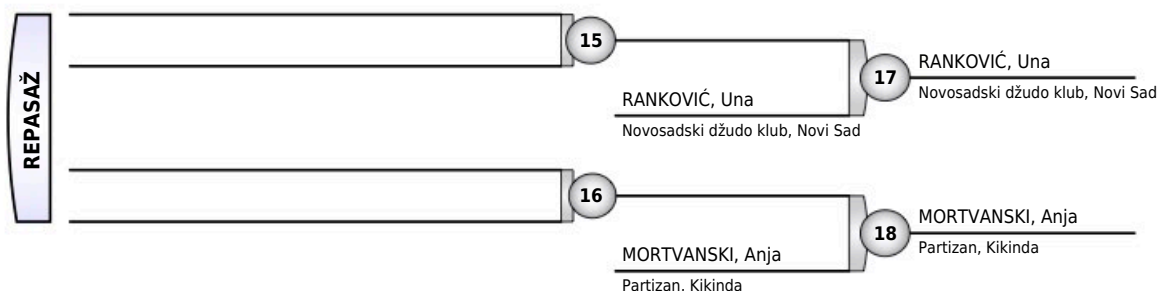 REPASAŽ
15
RANKOVIĆ, Una
Novosadski džudo klub, Novi Sad
17
RANKOVIĆ, Una
Novosadski džudo klub, Novi Sad
16
MORTVANSKI, Anja
Partizan, Kikinda
18
MORTVANSKI, Anja
Partizan, Kikinda